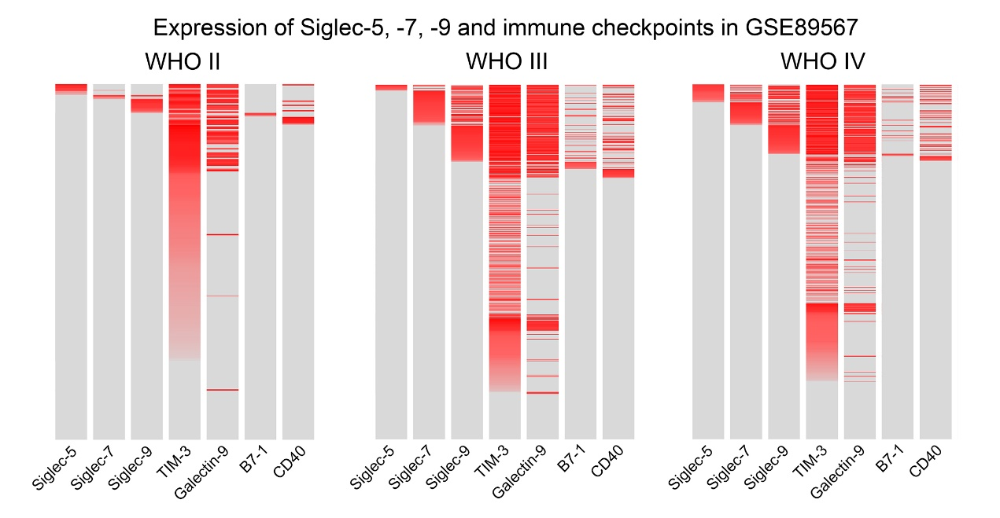 Expression of Siglec-5, -7, -9 and immune checkpoints in GSE89567
WHO II
WHO III
WHO IV
Siglec-5
Siglec-7
Siglec-9
TIM-3
Galectin-9
B7-1
CD40
Siglec-5
Siglec-7
Siglec-9
TIM-3
Galectin-9
B7-1
CD40
Siglec-5
Siglec-7
Siglec-9
TIM-3
Galectin-9
B7-1
CD40